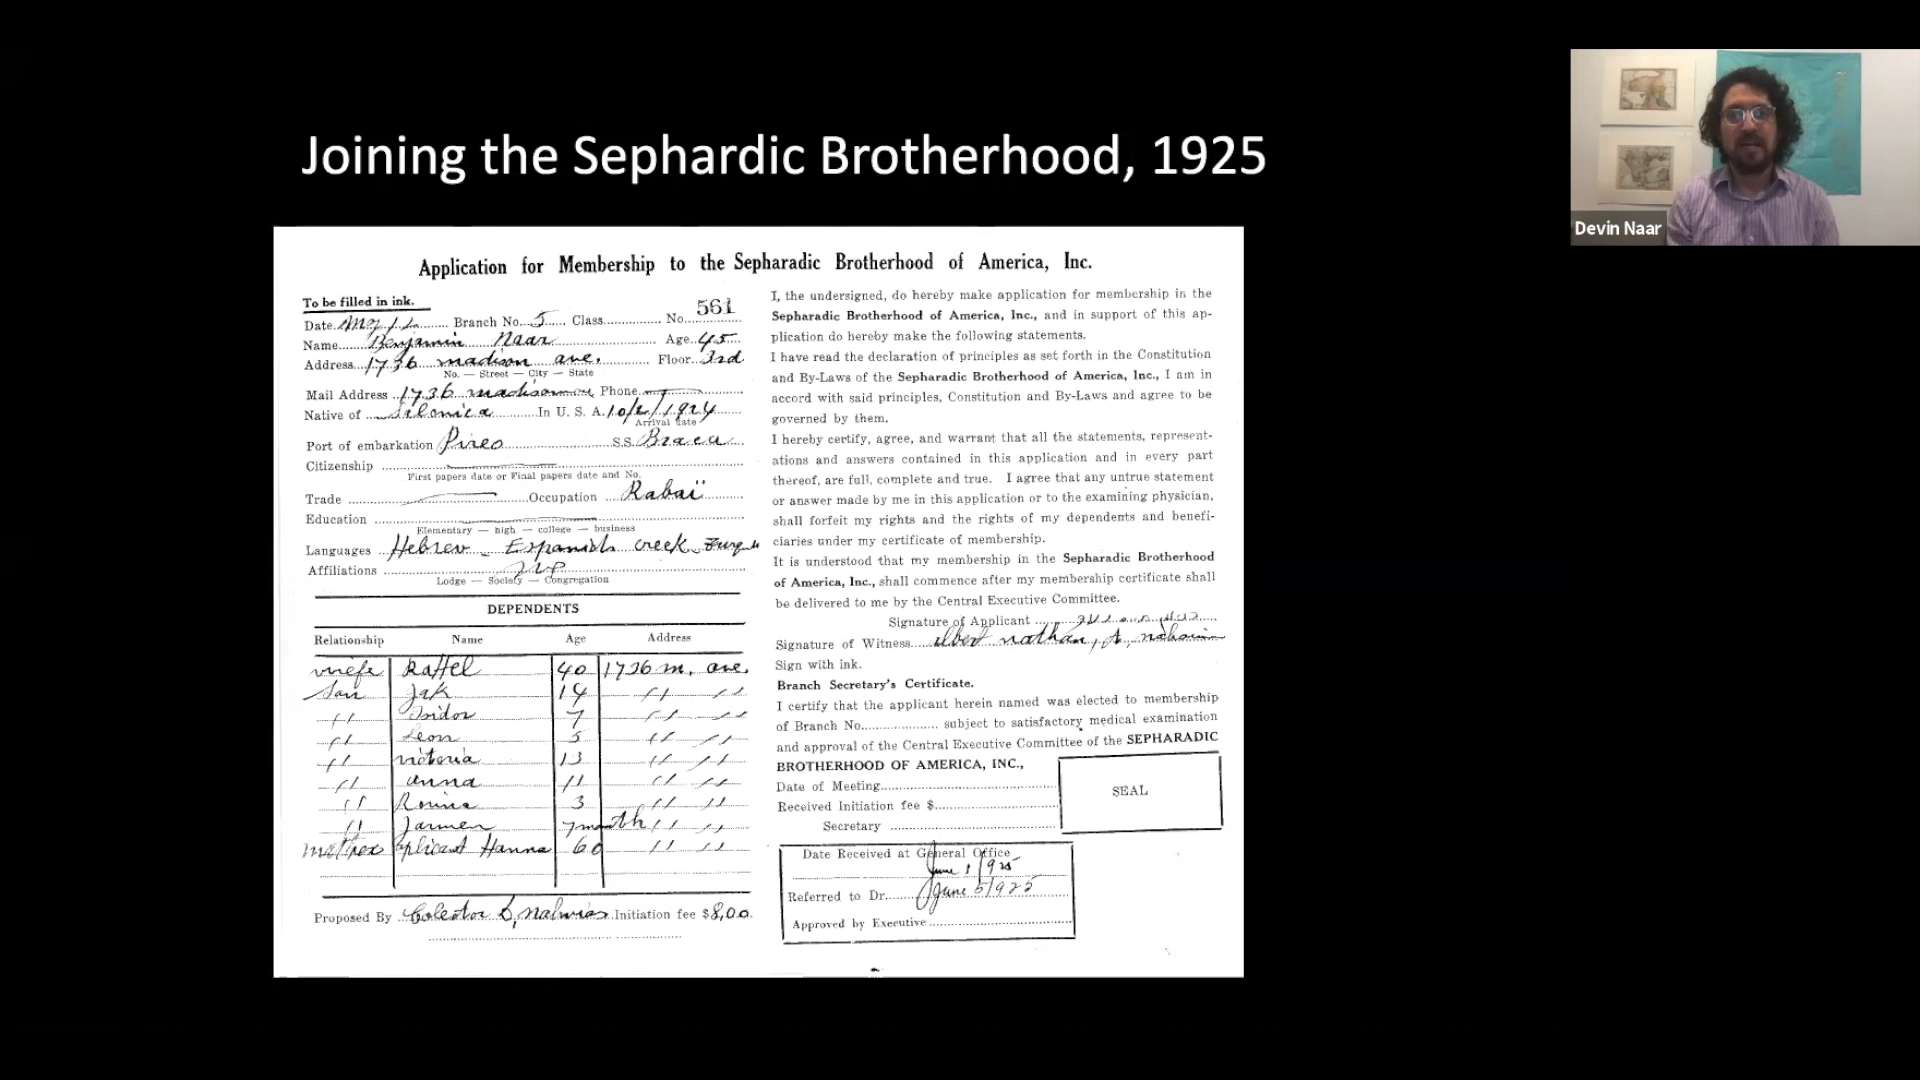 Joining the Sephardic Brotherhood, 1925
Devin Naar
Application for Membership to the Sepharadic Brotherhood of America, Inc.
To be filled in ink.
Date Branch No. 5 Class No. 561
Name Benjamin Naar Age 45
Address 1736 madison ave. Floor 3rd
No. — Street — City — State
Mail Address 1736 madison Phone
Native of Salonica In U. S. A. 10/2/1924
Arrival date
Port of embarkation Pireo S.S. Braga
Citizenship
First papers date or Final papers date and No.
Trade Occupation Rabaï
Education
Elementary — high — college — business
Languages Hebrew - Espanish creek
Affiliations
Lodge — Society — Congregation
DEPENDENTS
Relationship Name Age Address
wiefe 40 1736 m. ave.
Son Jak 14 " "
" Isidor 7 " "
" Leon 5 " "
" victoria 13 " "
" anna 11 " "
" 3 " "
" 7 month " "
mother aplicant Hanna 60 " "
Proposed By Initiation fee $8,00.
I, the undersigned, do hereby make application for membership in the
Sepharadic Brotherhood of America, Inc., and in support of this ap-
plication do hereby make the following statements.
I have read the declaration of principles as set forth in the Constitution
and By-Laws of the Sepharadic Brotherhood of America, Inc., I am in
accord with said principles, Constitution and By-Laws and agree to be
governed by them.
I hereby certify, agree, and warrant that all the statements, represent-
ations and answers contained in this application and in every part
thereof, are full, complete and true. I agree that any untrue statement
or answer made by me in this application or to the examining physician,
shall forfeit my rights and the rights of my dependents and benefi-
ciaries under my certificate of membership.
It is understood that my membership in the Sepharadic Brotherhood
of America, Inc., shall commence after my membership certificate shall
be delivered to me by the Central Executive Committee.
Signature of Applicant
Signature of Witness albert nathan,
Sign with ink.
Branch Secretary's Certificate.
I certify that the applicant herein named was elected to membership
of Branch No. subject to satisfactory medical examination
and approval of the Central Executive Committee of the SEPHARADIC
BROTHERHOOD OF AMERICA, INC.,
Date of Meeting
Received Initiation fee $
Secretary
SEAL
Date Received at General Office
June 1/925
Referred to Dr. June 5/925
Approved by Executive